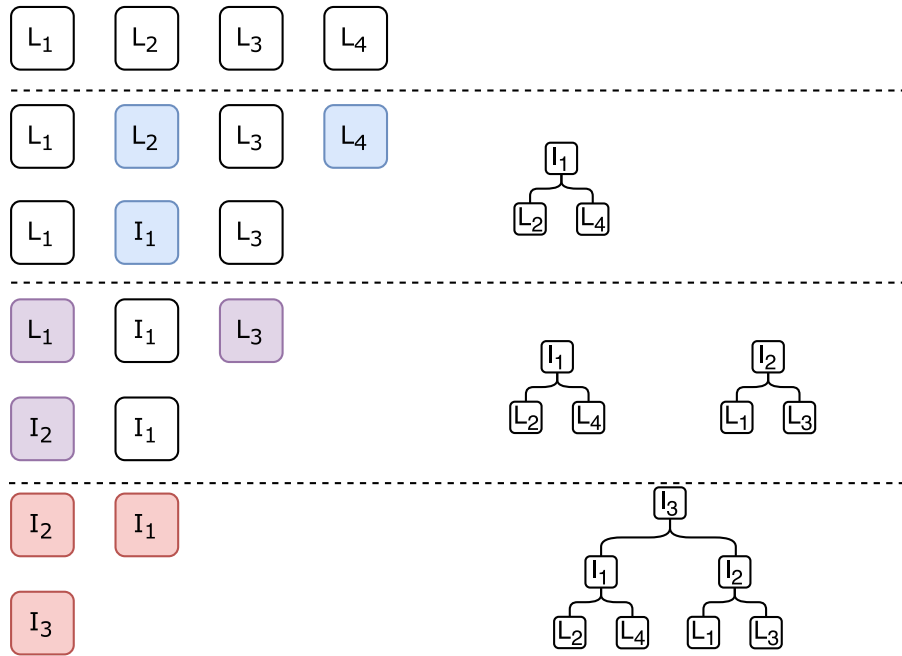 L₁ L₂ L₃ L₄
L₁ L₂ L₃ L₄
I₁
L₂ L₄
L₁ I₁ L₃
L₁ I₁ L₃
I₁ I₂
L₂ L₄ L₁ L₃
I₂ I₁
I₃
I₂ I₁
I₁ I₂
I₃
L₂ L₄ L₁ L₃